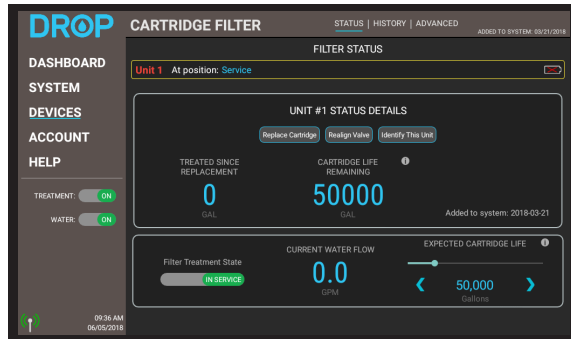 DROP
CARTRIDGE FILTER
STATUS | HISTORY | ADVANCED
ADDED TO SYSTEM: 03/21/2018
DASHBOARD
SYSTEM
DEVICES
ACCOUNT
HELP
TREATMENT: ON
WATER: ON
09:36 AM
06/05/2018
FILTER STATUS
Unit 1 At position: Service
UNIT #1 STATUS DETAILS
Replace Cartridge Realign Valve Identify This Unit
TREATED SINCE
REPLACEMENT
0
GAL
CARTRIDGE LIFE
REMAINING
50000
GAL
Added to system: 2018-03-21
Filter Treatment State
IN SERVICE
CURRENT WATER FLOW
0.0
GPM
EXPECTED CARTRIDGE LIFE
50,000
Gallons